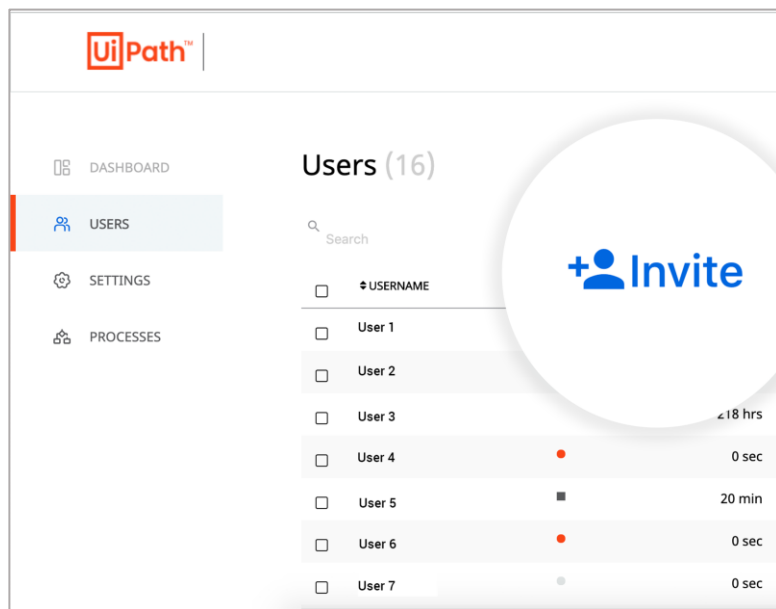 UiPath™
DASHBOARD
USERS
SETTINGS
PROCESSES
Users (16)
Search
USERNAME
Invite
User 1
User 2
User 3 218 hrs
User 4 0 sec
User 5 20 min
User 6 0 sec
User 7 0 sec